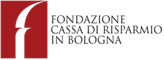 FONDAZIONE
CASSA DI RISPARMIO
IN BOLOGNA